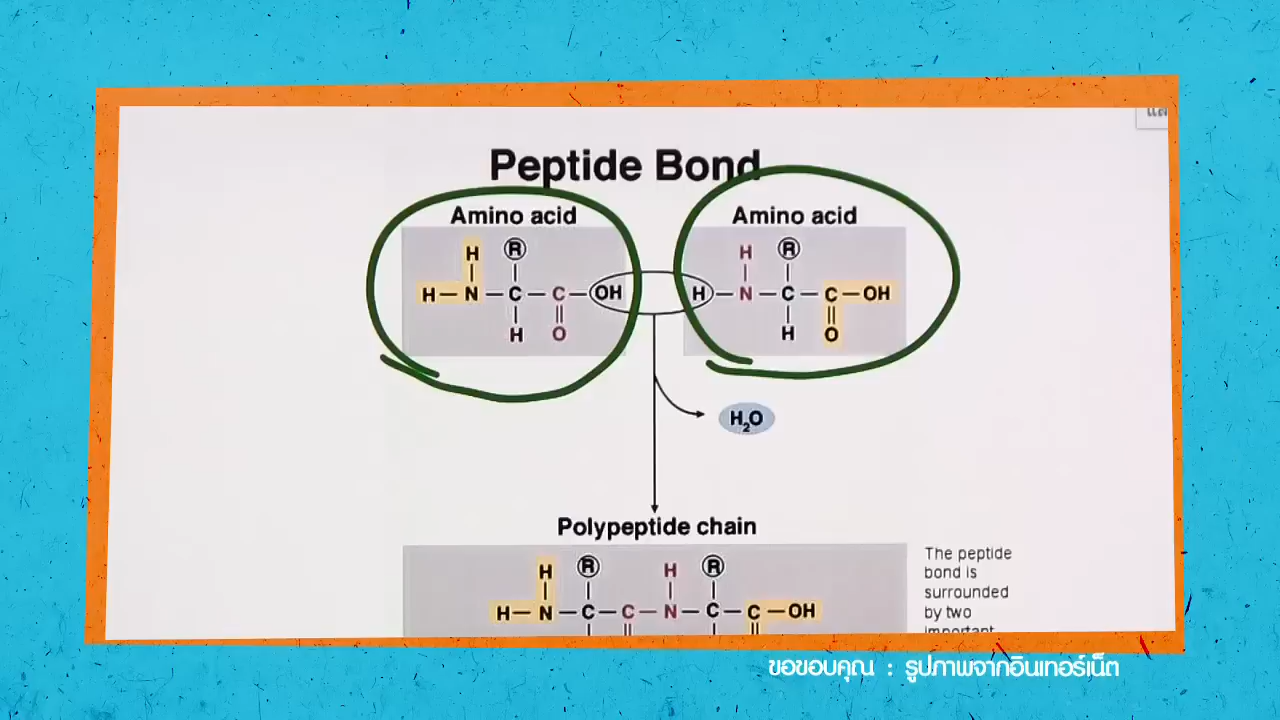 Peptide Bond
Amino acid Amino acid
H R H R
H — N — C — C — OH H — N — C — C — OH
H O H O
H₂O
Polypeptide chain
H R H R
H — N — C — C — N — C — C — OH
The peptide
bond is
surrounded
by two
important
ขอขอบคุณ : รูปภาพจากอินเทอร์เน็ต